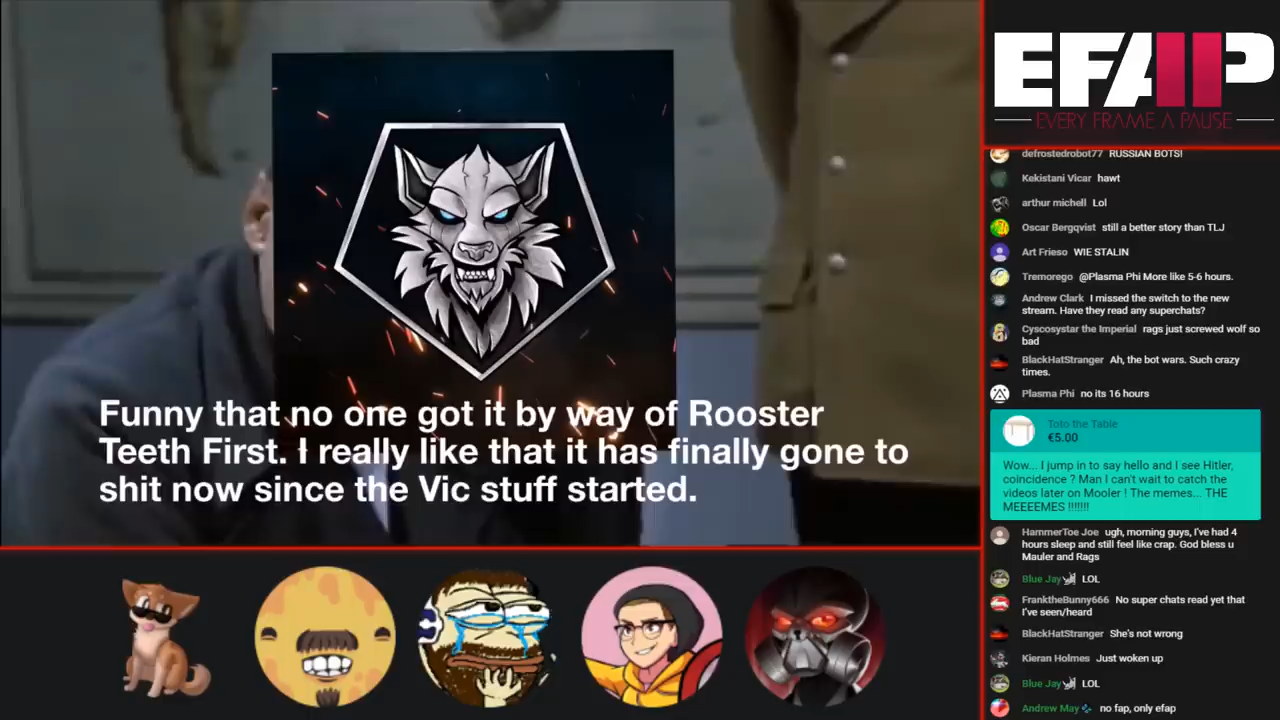 Funny that no one got it by way of Rooster
Teeth First. I really like that it has finally gone to
shit now since the Vic stuff started.
EFAP
EVERY FRAME A PAUSE
defrostedrobot77 RUSSIAN BOTS!
Kekistani Vicar hawt
arthur michell Lol
Oscar Bergqvist still a better story than TLJ
Art Frieso WIE STALIN
Tremorego @Plasma Phi More like 5-6 hours.
Andrew Clark I missed the switch to the new
stream. Have they read any superchats?
Cyscosystar the Imperial rags just screwed wolf so
bad
BlackHatStranger Ah, the bot wars. Such crazy
times.
Plasma Phi no its 16 hours
Toto the Table
€5.00
Wow... I jump in to say hello and I see Hitler,
coincidence ? Man I can't wait to catch the
videos later on Mooler ! The memes... THE
MEEEEMES !!!!!!!
HammerToe Joe ugh, morning guys, I've had 4
hours sleep and still feel like crap. God bless u
Mauler and Rags
Blue Jay LOL
FranktheBunny666 No super chats read yet that
I've seen/heard
BlackHatStranger She's not wrong
Kieran Holmes Just woken up
Blue Jay LOL
Andrew May no fap, only efap